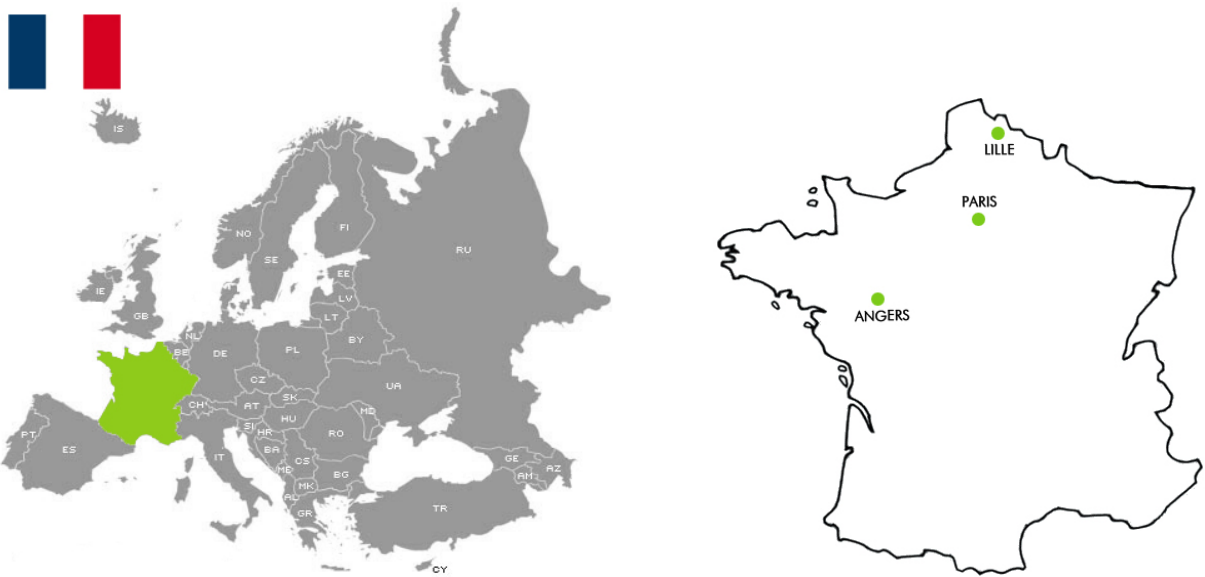 IS
NO
SE
FI
RU
EE
LV
LT
IE
GB
NL
BE
DE
PL
BY
CZ
SK
UA
CH
AT
HU
MD
SI
HR
RO
PT
ES
IT
BA
CS
ME
BG
MK
AL
GR
TR
GE
AM
AZ
CY
LILLE
PARIS
ANGERS